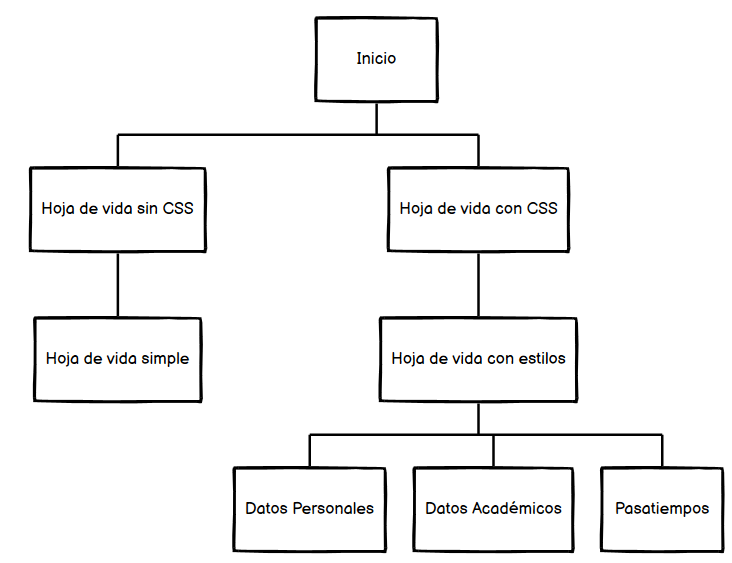 Inicio
Hoja de vida sin CSS
Hoja de vida con CSS
Hoja de vida simple
Hoja de vida con estilos
Datos Personales
Datos Académicos
Pasatiempos